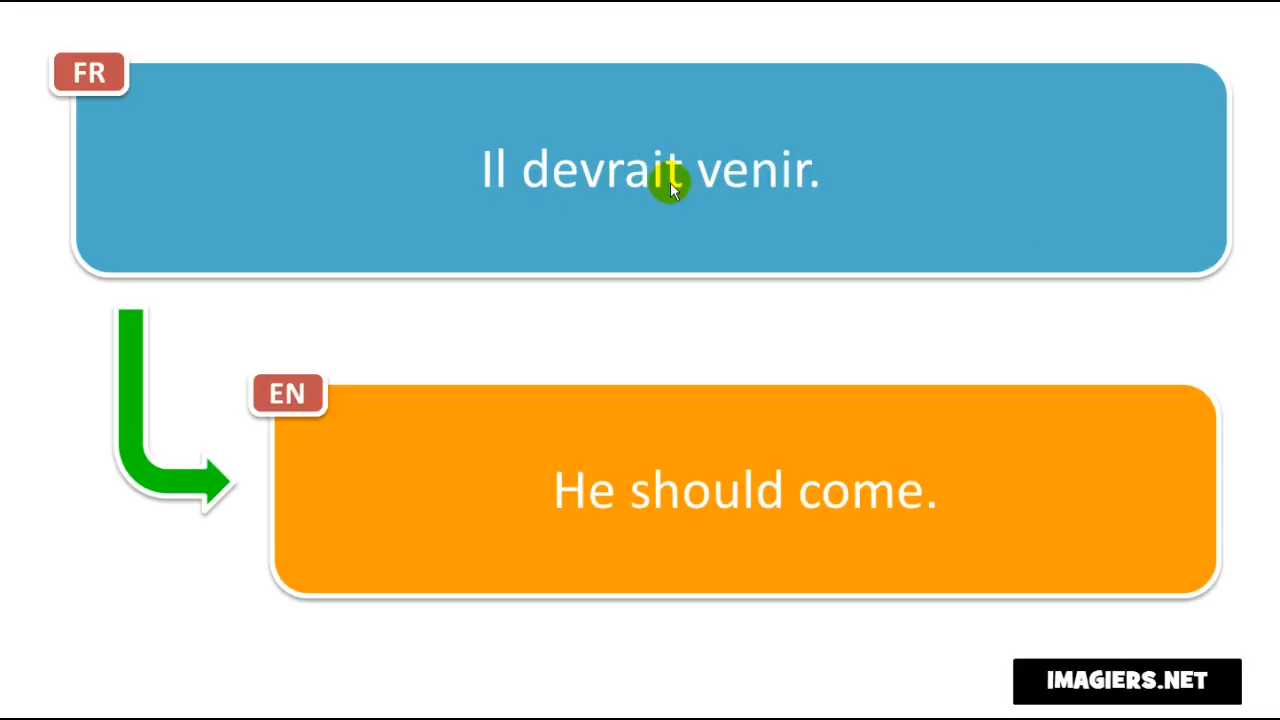 FR
Il devrait venir.
EN
He should come.
IMAGIERS.NET